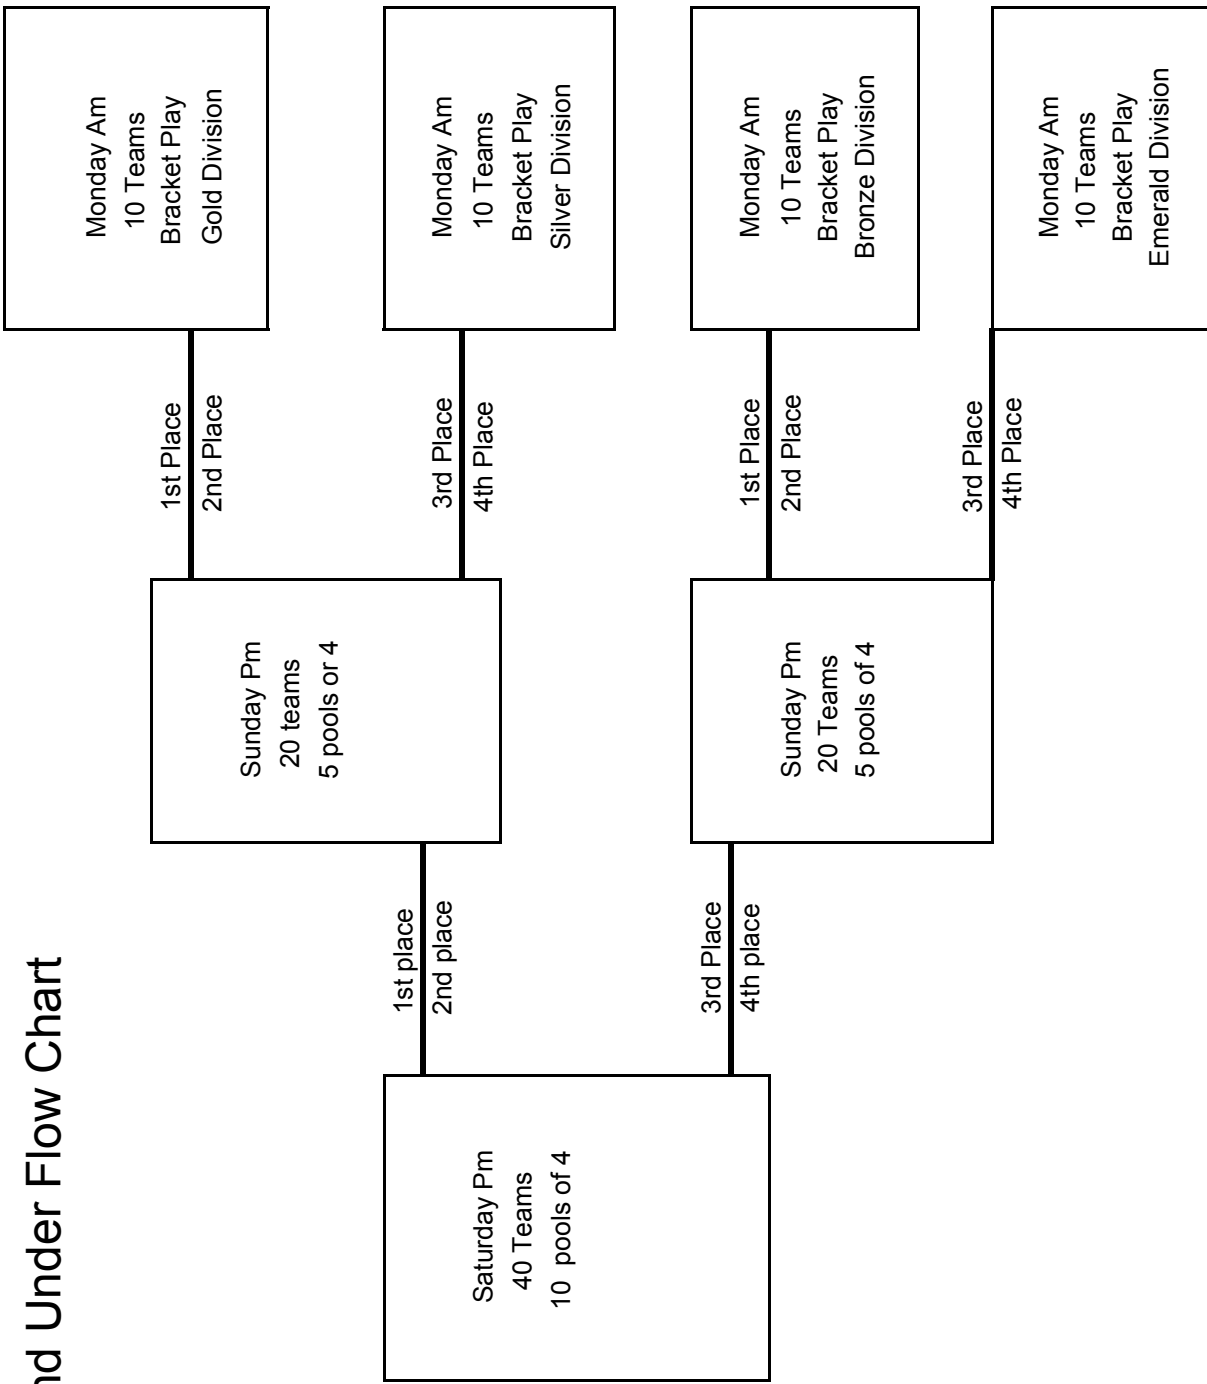 nd Under Flow Chart
Saturday Pm
40 Teams
10 pools of 4
1st place
2nd place
3rd Place
4th place
Sunday Pm
20 teams
5 pools or 4
Sunday Pm
20 Teams
5 pools of 4
1st Place
2nd Place
3rd Place
4th Place
1st Place
2nd Place
3rd Place
4th Place
Monday Am
10 Teams
Bracket Play
Gold Division
Monday Am
10 Teams
Bracket Play
Silver Division
Monday Am
10 Teams
Bracket Play
Bronze Division
Monday Am
10 Teams
Bracket Play
Emerald Division